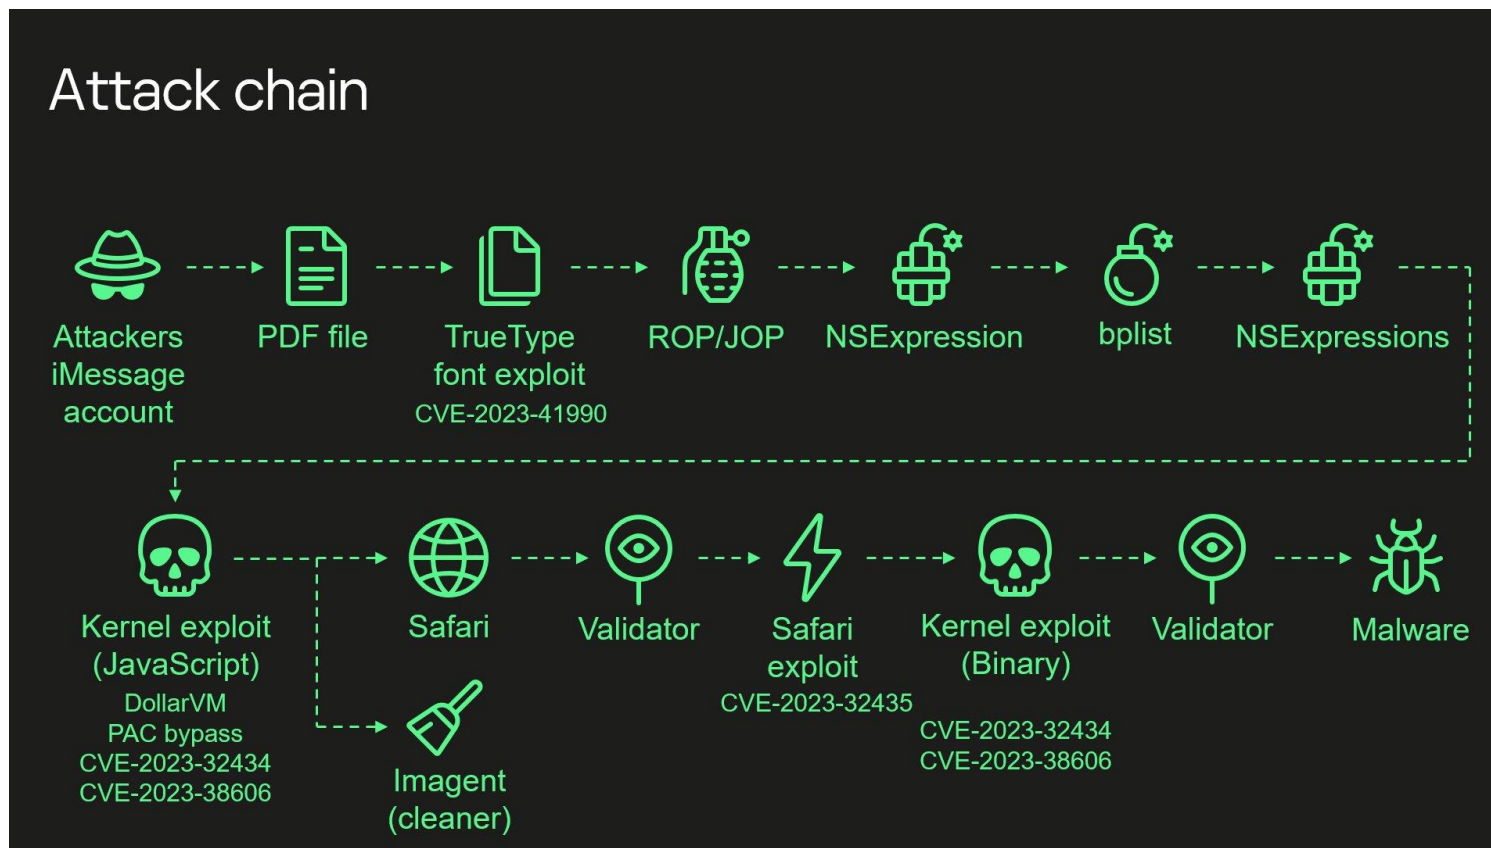 Attack chain
Attackers
iMessage
account
PDF file
TrueType
font exploit
CVE-2023-41990
ROP/JOP
NSExpression
bplist
NSExpressions
Kernel exploit
(JavaScript)
DollarVM
PAC bypass
CVE-2023-32434
CVE-2023-38606
Safari
Imagent
(cleaner)
Validator
Safari
exploit
CVE-2023-32435
Kernel exploit
(Binary)
CVE-2023-32434
CVE-2023-38606
Validator
Malware